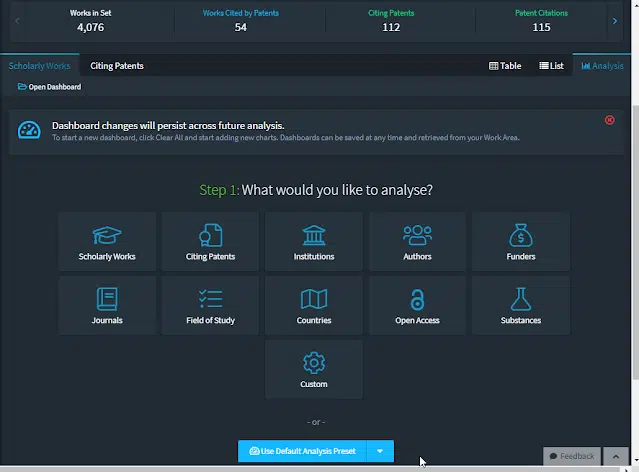 Works in Set Works Cited by Patents Citing Patents Patent Citations
4,076 54 112 115
Scholarly Works Citing Patents Table List Analysis
Open Dashboard
Dashboard changes will persist across future analysis.
To start a new dashboard, click Clear All and start adding new charts. Dashboards can be saved at any time and retrieved from your Work Area.
Step 1: What would you like to analyse?
Scholarly Works Citing Patents Institutions Authors Funders
Journals Field of Study Countries Open Access Substances
Custom
- or -
Use Default Analysis Preset
Feedback